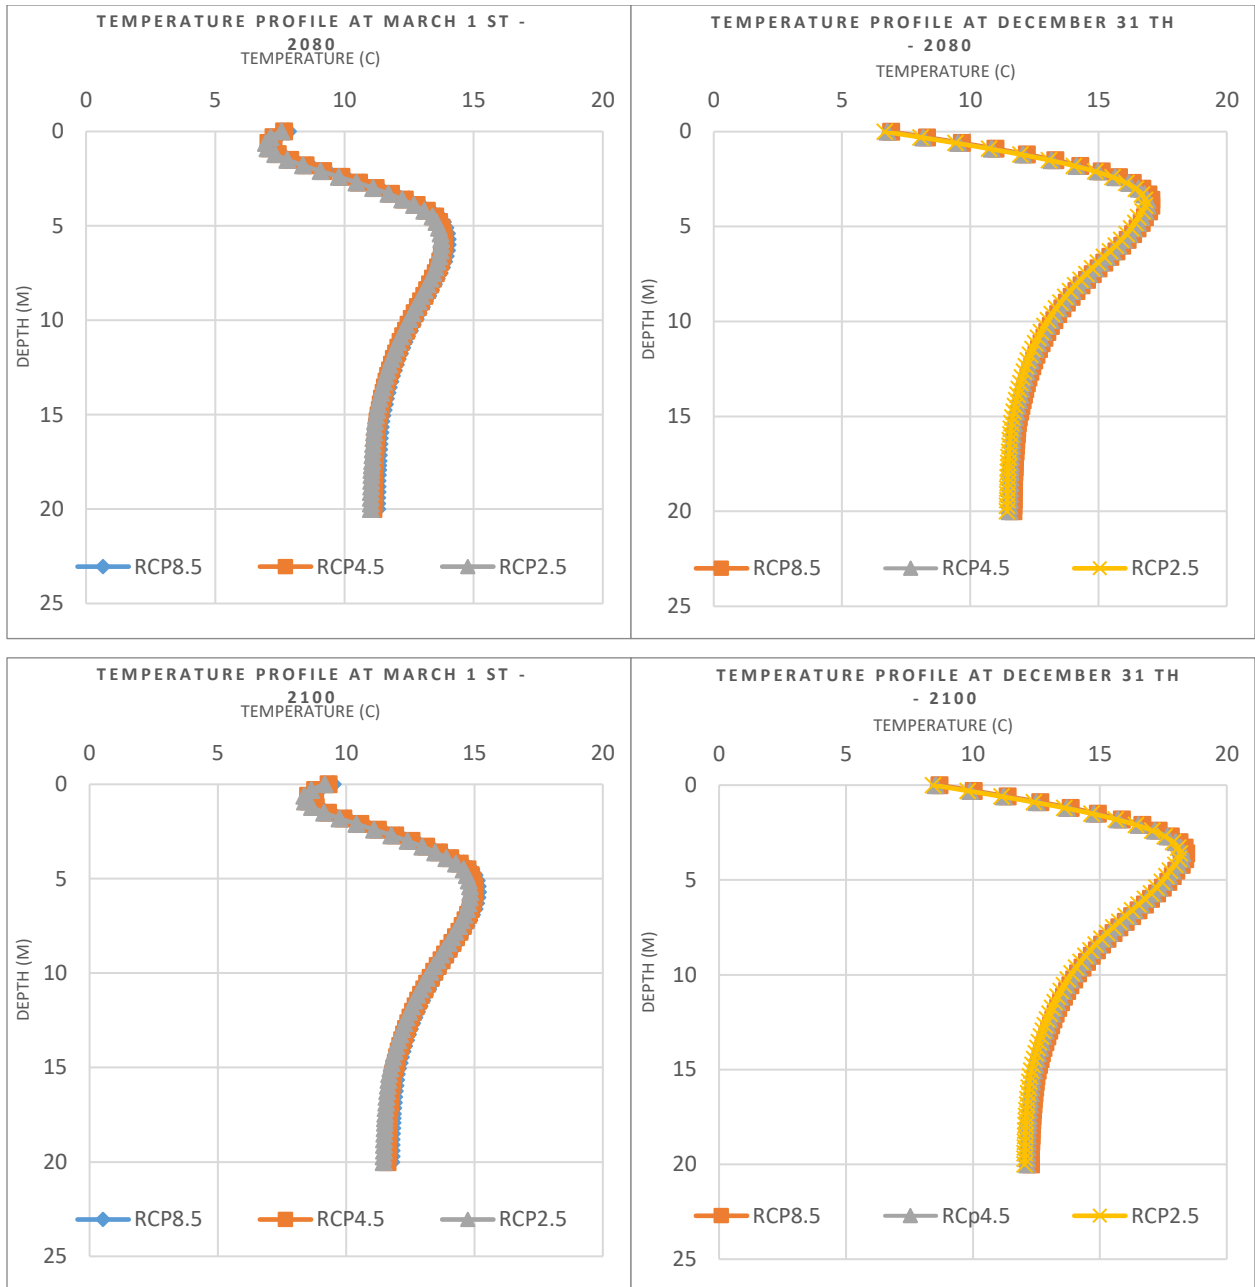 TEMPERATURE PROFILE AT MARCH 1 ST -
2080
TEMPERATURE (C)
0 5 10 15 20
0
5
10
15
20
25
DEPTH (M)
RCP8.5 RCP4.5 RCP2.5
TEMPERATURE PROFILE AT DECEMBER 31 TH
- 2080
TEMPERATURE (C)
0 5 10 15 20
0
5
10
15
20
25
DEPTH (M)
RCP8.5 RCP4.5 RCP2.5
TEMPERATURE PROFILE AT MARCH 1 ST -
2100
TEMPERATURE (C)
0 5 10 15 20
0
5
10
15
20
25
DEPTH (M)
RCP8.5 RCP4.5 RCP2.5
TEMPERATURE PROFILE AT DECEMBER 31 TH
- 2100
TEMPERATURE (C)
0 5 10 15 20
0
5
10
15
20
25
DEPTH (M)
RCP8.5 RCp4.5 RCP2.5